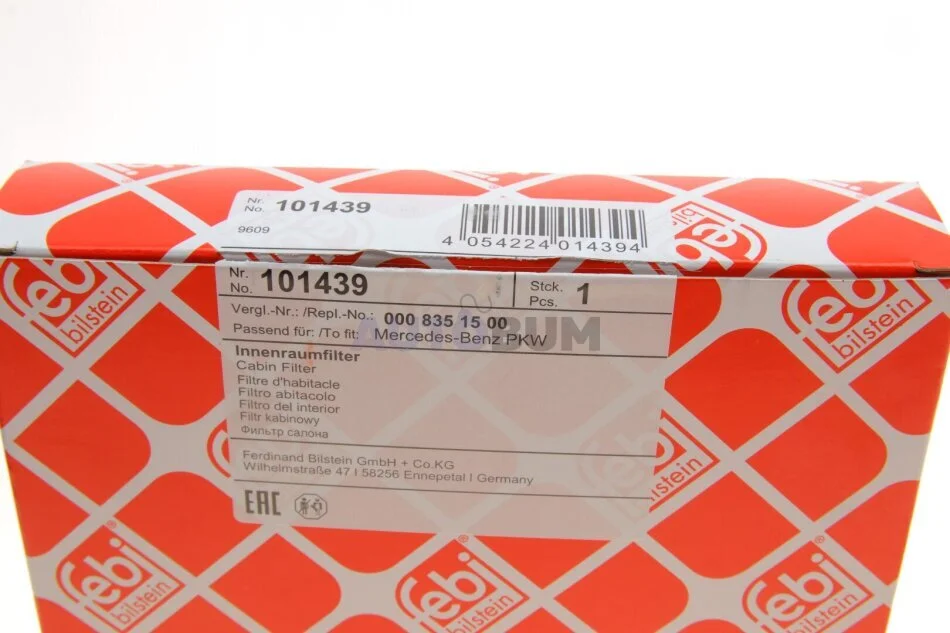 Nr.
No. 101439
9609
4 054224 014394
Nr.
No. 101439
Stck.
Pcs. 1
Vergl.-Nr.: /Repl.-No.: 000 835 15 00
Passend für: /To fit: Mercedes-Benz PKW
AUTOBUM
Innenraumfilter
Cabin Filter
Filtre d'habitacle
Filtro abitacolo
Filtro del interior
Filtr kabinowy
Фильтр салона
Ferdinand Bilstein GmbH + Co.KG
Wilhelmstraße 47 I 58256 Ennepetal I Germany
EAC
febi
bilstein
febi
bilstein
bilstein
febi
bilstein
febi
bilstein
febi
bilstein